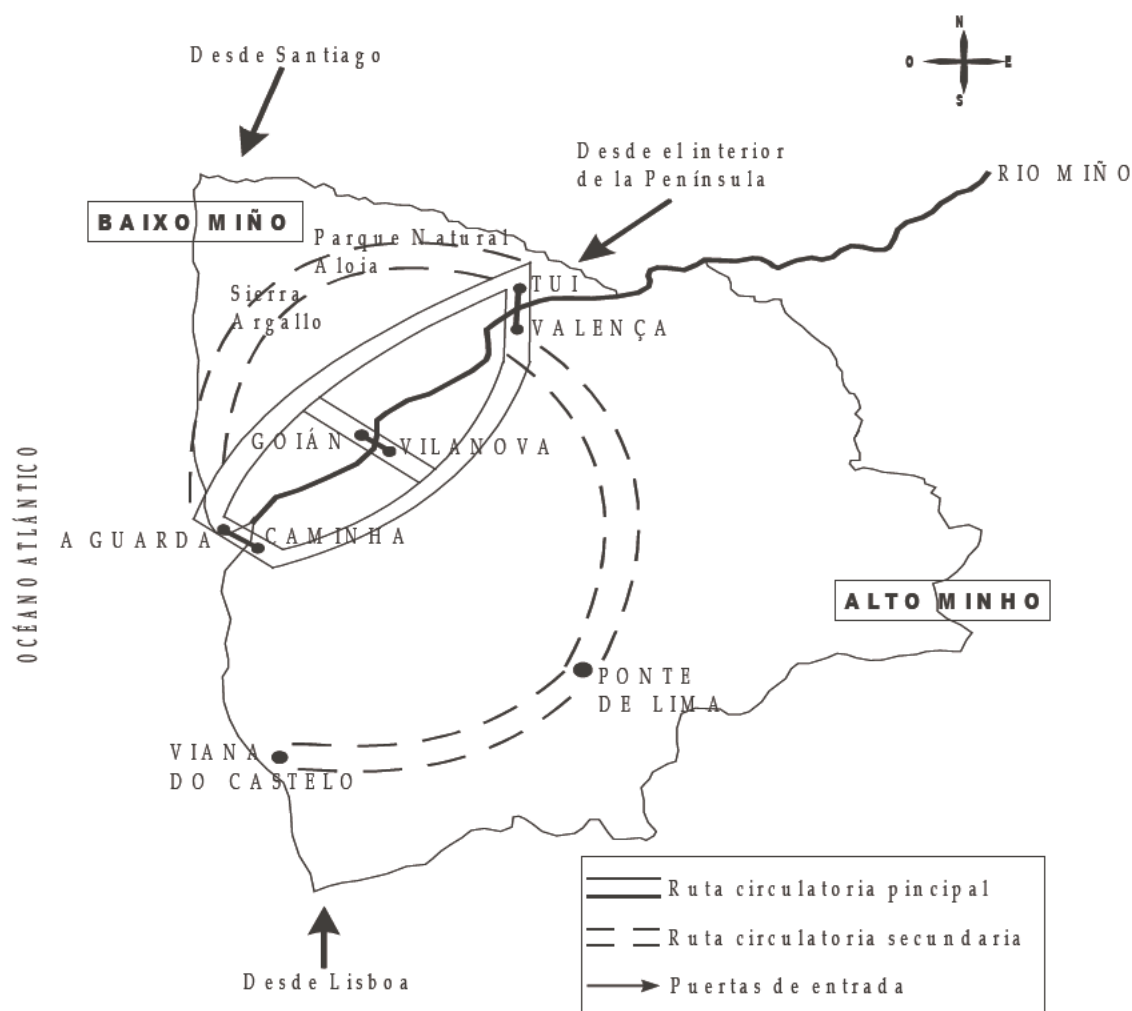 N
Desde Santiago
O
E
S
Desde el interior
de la Península
RIO MIÑO
BAIXO MIÑO
Parque Natural
Aloia
Sierra
Argallo
TUI
VALENÇA
GOIÁN
VILANOVA
A GUARDA
CAMINHA
OCÉANO ATLÁNTICO
ALTO MINHO
PONTE
DE LIMA
VIANA
DO CASTELO
Ruta circulatoria pincipal
Ruta circulatoria secundaria
Puertas de entrada
Desde Lisboa